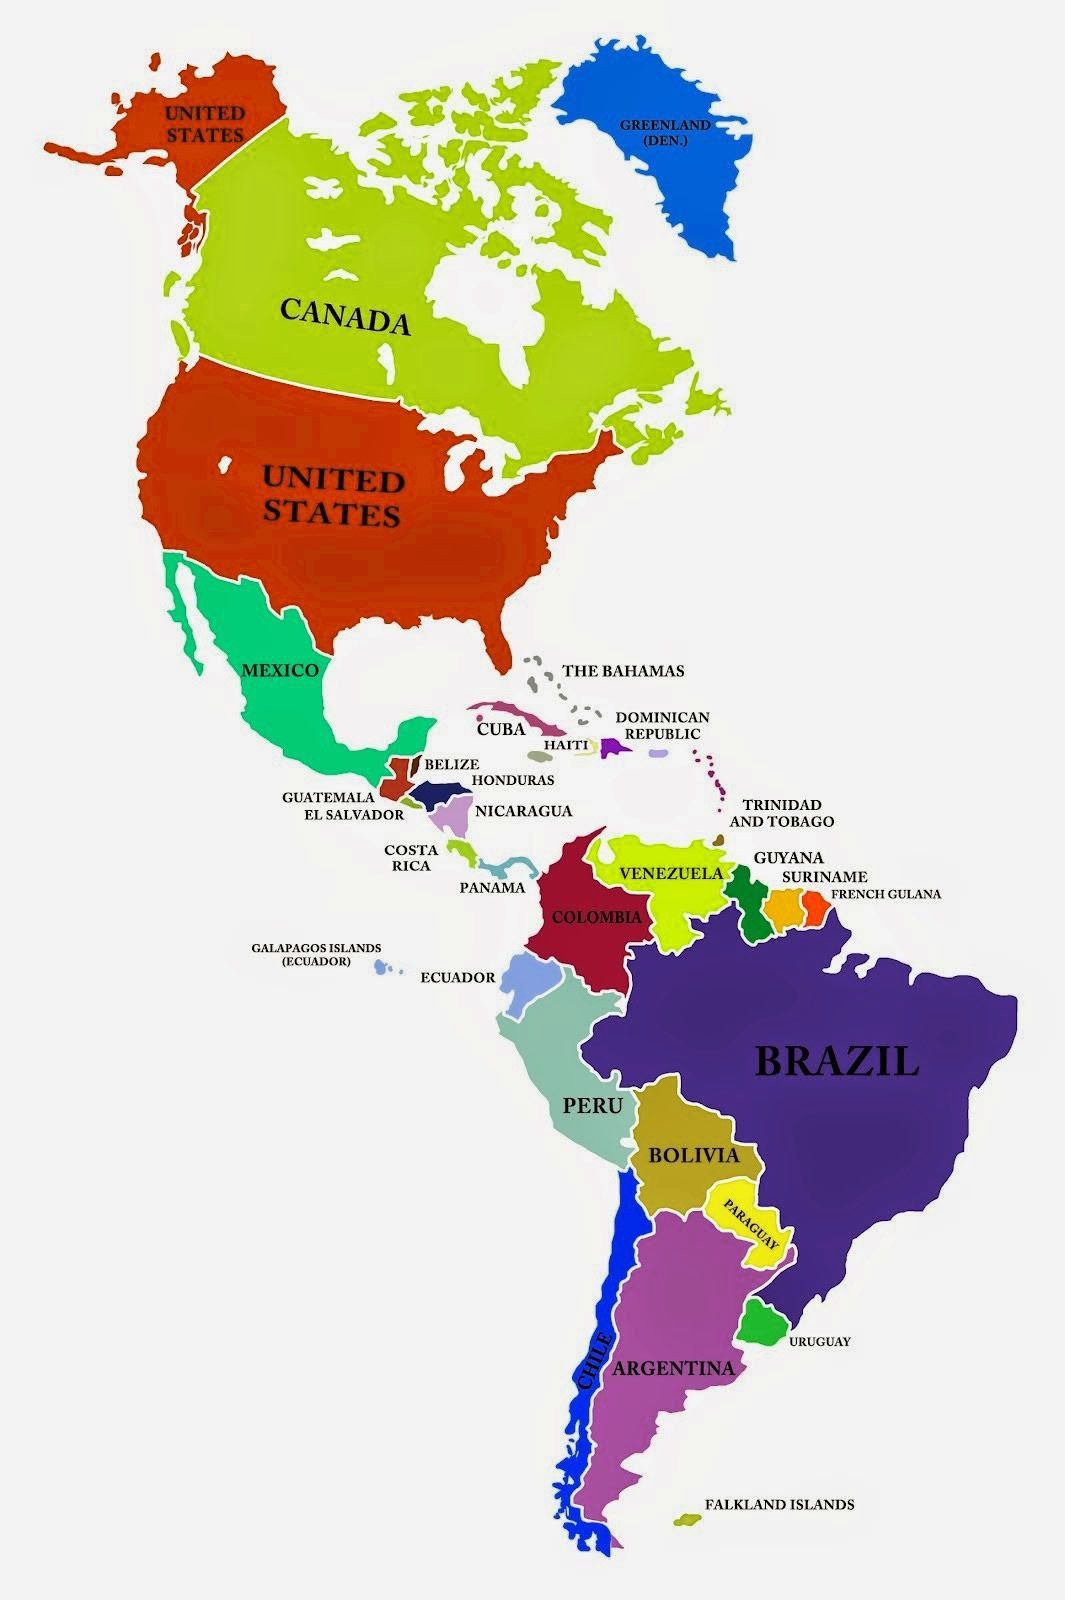 UNITED
STATES
GREENLAND
(DEN.)
CANADA
UNITED
STATES
MEXICO
THE BAHAMAS
CUBA
DOMINICAN
REPUBLIC
HAITI
BELIZE
HONDURAS
GUATEMALA
EL SALVADOR
NICARAGUA
TRINIDAD
AND TOBAGO
COSTA
RICA
PANAMA
VENEZUELA
GUYANA
SURINAME
FRENCH GULANA
COLOMBIA
GALAPAGOS ISLANDS
(ECUADOR)
ECUADOR
BRAZIL
PERU
BOLIVIA
PARAGUAY
URUGUAY
CHILE
ARGENTINA
FALKLAND ISLANDS